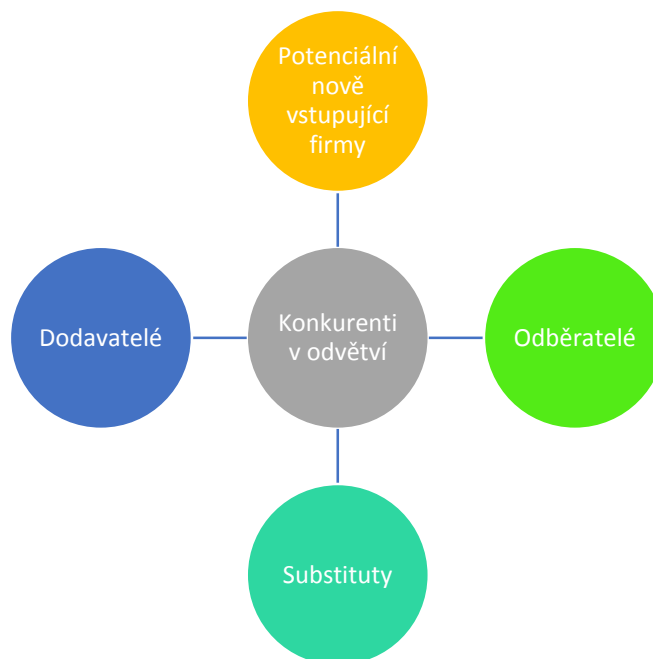 Potenciální
nově
vstupující
firmy
Dodavatelé
Konkurenti
v odvětví
Odběratelé
Substituty